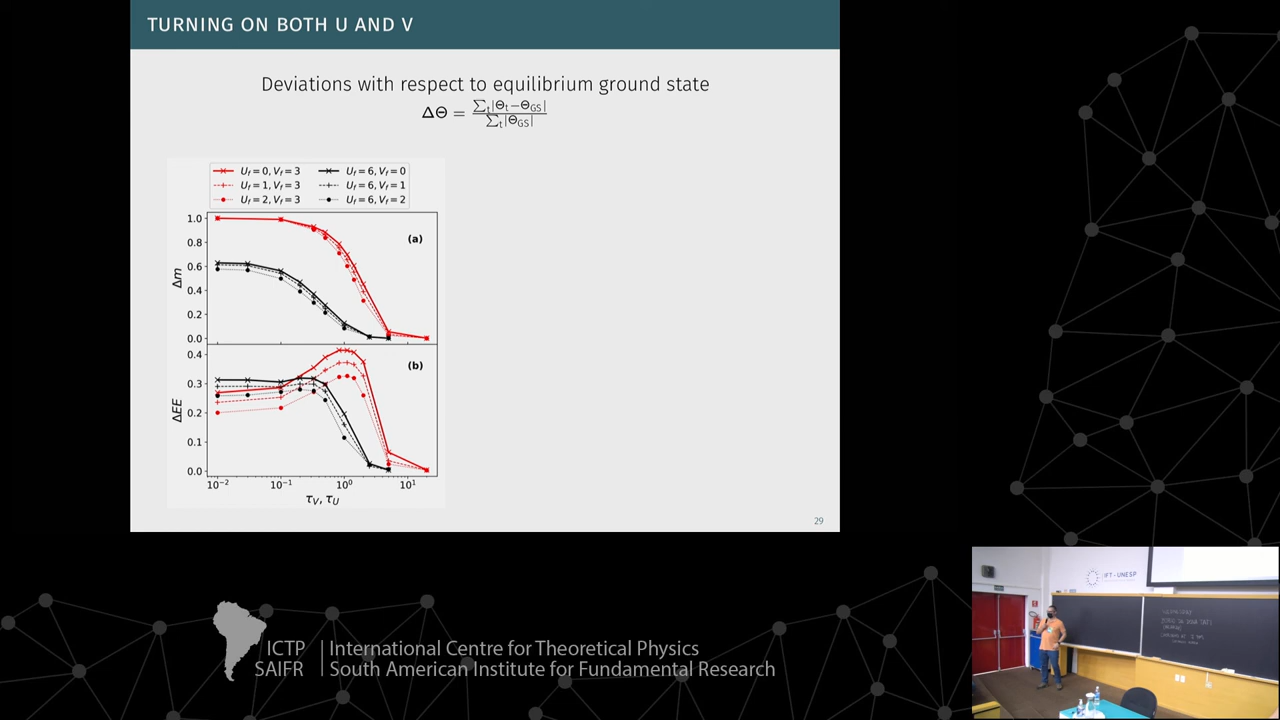 TURNING ON BOTH U AND V
Deviations with respect to equilibrium ground state
ΔΘ = ∑t|Θt−ΘGS| / ∑t|ΘGS|
Uf = 0, Vf = 3
Uf = 6, Vf = 0
Uf = 1, Vf = 3
Uf = 6, Vf = 1
Uf = 2, Vf = 3
Uf = 6, Vf = 2
Δm
1.0
0.8
0.6
0.4
0.2
0.0
(a)
ΔEE
0.4
0.3
0.2
0.1
0.0
(b)
10⁻² 10⁻¹ 10⁰ 10¹
τV, τU
29
IFT - UNESP
ICTP | International Centre for Theoretical Physics
SAIFR | South American Institute for Fundamental Research